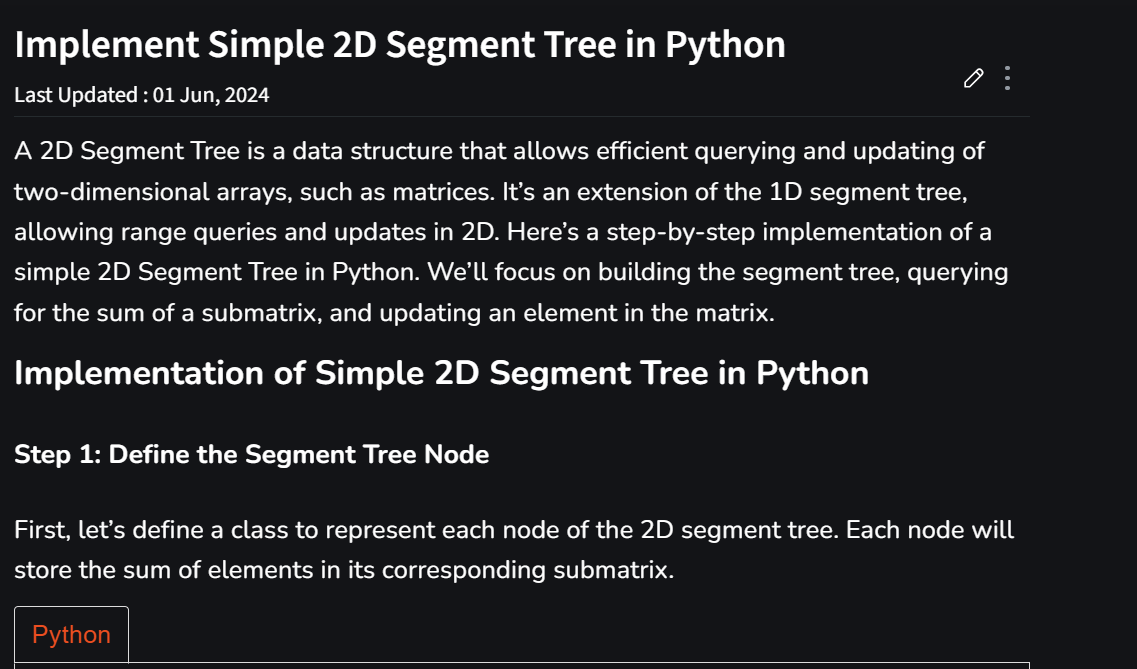 Implement Simple 2D Segment Tree in Python
Last Updated : 01 Jun, 2024
A 2D Segment Tree is a data structure that allows efficient querying and updating of
two-dimensional arrays, such as matrices. It’s an extension of the 1D segment tree,
allowing range queries and updates in 2D. Here’s a step-by-step implementation of a
simple 2D Segment Tree in Python. We’ll focus on building the segment tree, querying
for the sum of a submatrix, and updating an element in the matrix.
Implementation of Simple 2D Segment Tree in Python
Step 1: Define the Segment Tree Node
First, let’s define a class to represent each node of the 2D segment tree. Each node will
store the sum of elements in its corresponding submatrix.
Python